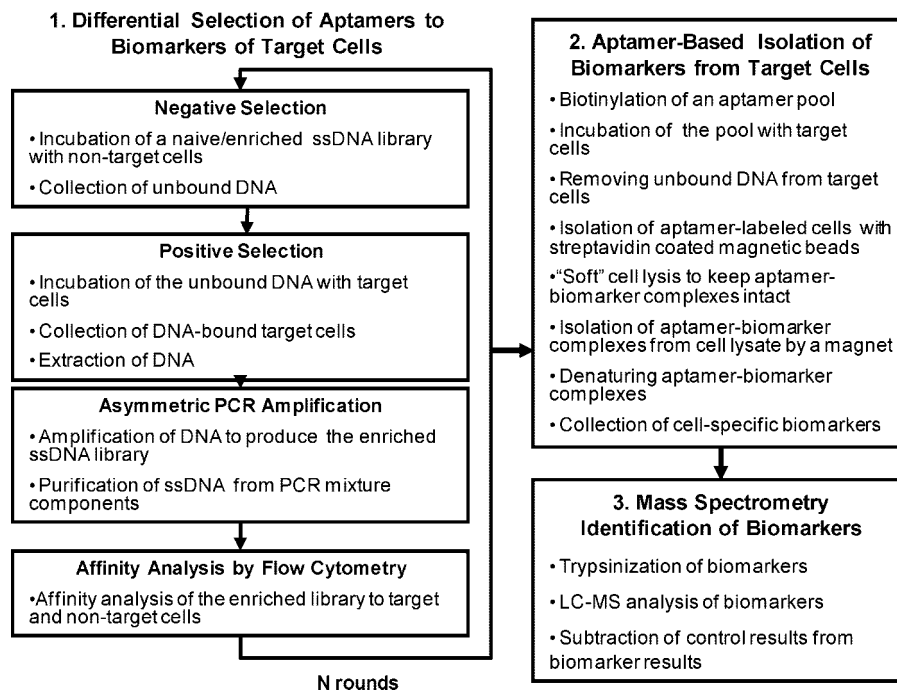 1. Differential Selection of Aptamers to
Biomarkers of Target Cells
Negative Selection
•Incubation of a naive/enriched ssDNA library
with non-target cells
•Collection of unbound DNA
Positive Selection
•Incubation of the unbound DNA with target
cells
•Collection of DNA-bound target cells
•Extraction of DNA
Asymmetric PCR Amplification
•Amplification of DNA to produce the enriched
ssDNA library
•Purification of ssDNA from PCR mixture
components
Affinity Analysis by Flow Cytometry
•Affinity analysis of the enriched library to target
and non-target cells
N rounds
2. Aptamer-Based Isolation of
Biomarkers from Target Cells
•Biotinylation of an aptamer pool
•Incubation of the pool with target
cells
•Removing unbound DNA from target
cells
•Isolation of aptamer-labeled cells with
streptavidin coated magnetic beads
•“Soft” cell lysis to keep aptamer-
biomarker complexes intact
•Isolation of aptamer-biomarker
complexes from cell lysate by a magnet
•Denaturing aptamer-biomarker
complexes
•Collection of cell-specific biomarkers
3. Mass Spectrometry
Identification of Biomarkers
•Trypsinization of biomarkers
•LC-MS analysis of biomarkers
•Subtraction of control results from
biomarker results